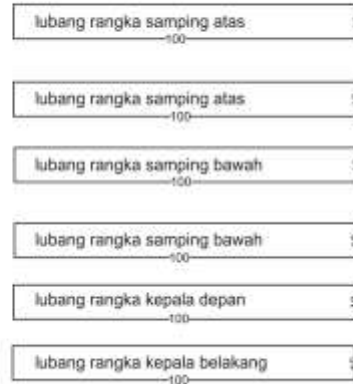 lubang rangka samping atas
100
lubang rangka samping atas
100
lubang rangka samping bawah
100
lubang rangka samping bawah
100
lubang rangka kepala depan
100
lubang rangka kepala belakang
100